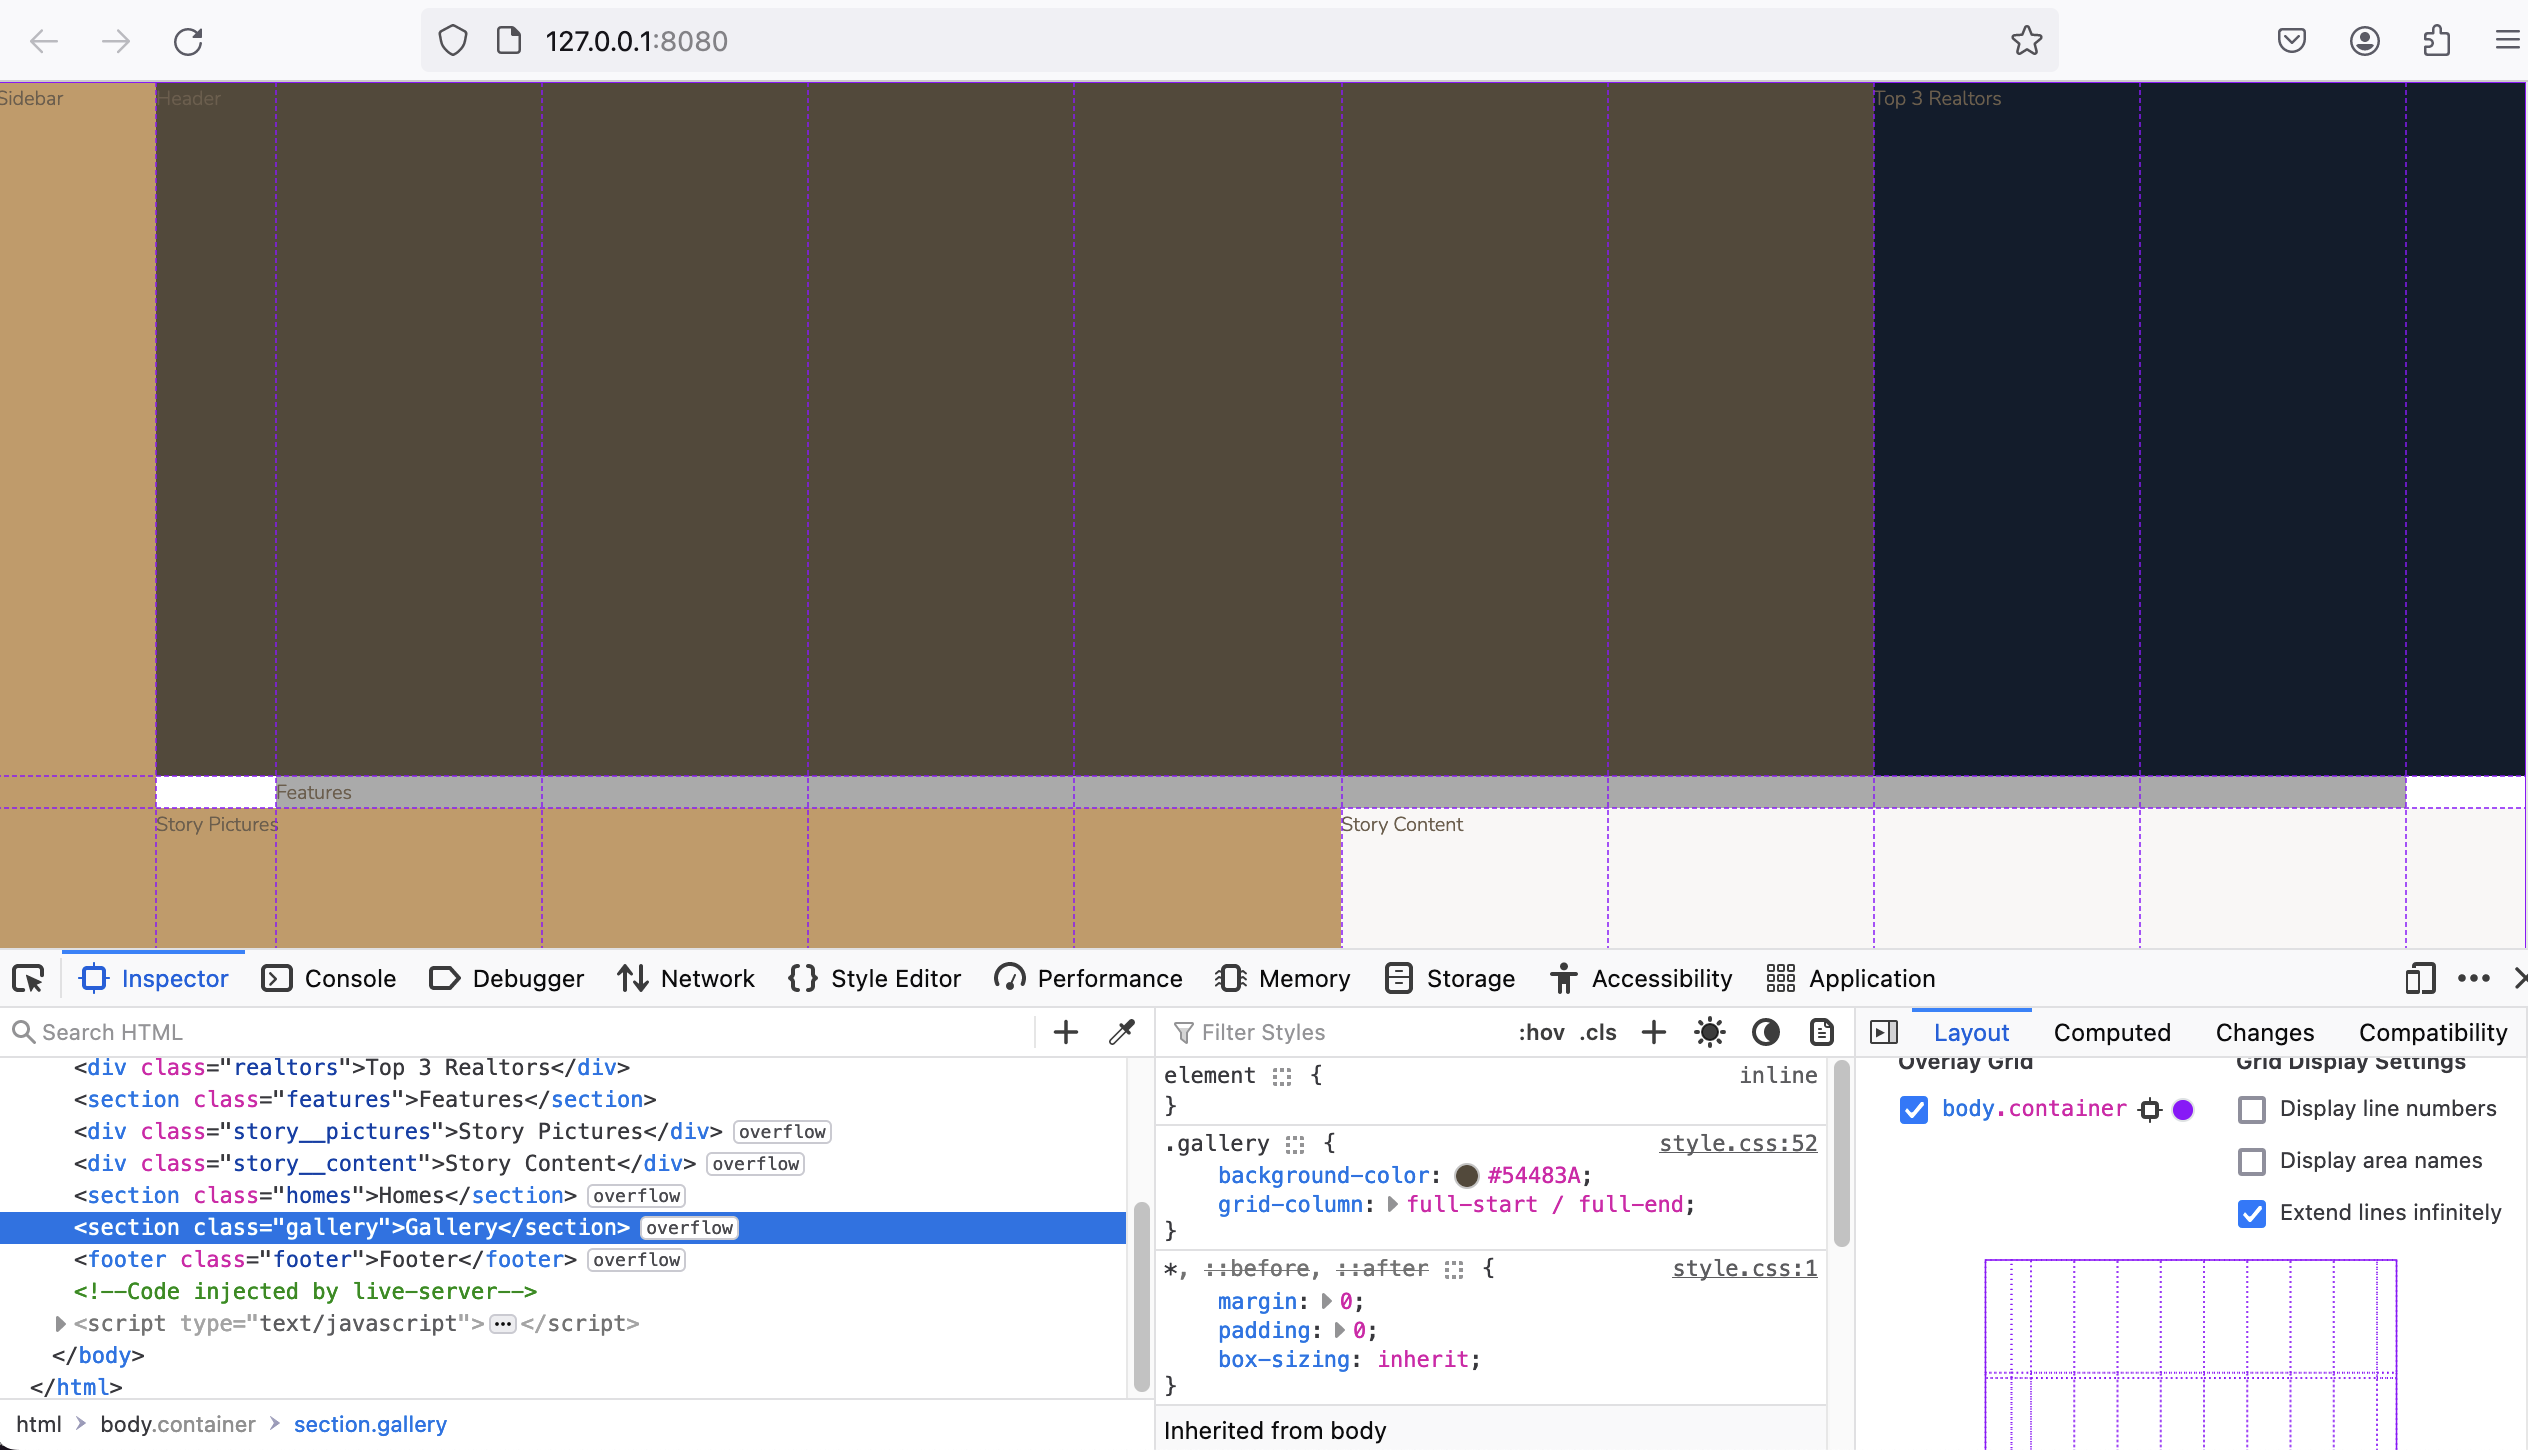 127.0.0.1:8080
Sidebar
Header
Top 3 Realtors
Features
Story Pictures
Story Content
Inspector
Console
Debugger
Network
Style Editor
Performance
Memory
Storage
Accessibility
Application
Search HTML
<div class="realtors">Top 3 Realtors</div>
<section class="features">Features</section>
<div class="story__pictures">Story Pictures</div> overflow
<div class="story__content">Story Content</div> overflow
<section class="homes">Homes</section> overflow
<section class="gallery">Gallery</section> overflow
<footer class="footer">Footer</footer> overflow
<!--Code injected by live-server-->
<script type="text/javascript">…</script>
</body>
</html>
html > body.container > section.gallery
Filter Styles
:hov .cls
element {
inline
}
.gallery {
style.css:52
background-color: #54483A;
grid-column: full-start / full-end;
}
*, ::before, ::after {
style.css:1
margin: 0;
padding: 0;
box-sizing: inherit;
}
Inherited from body
Layout
Computed
Changes
Compatibility
Overlay Grid
Grid Display Settings
body.container
Display line numbers
Display area names
Extend lines infinitely